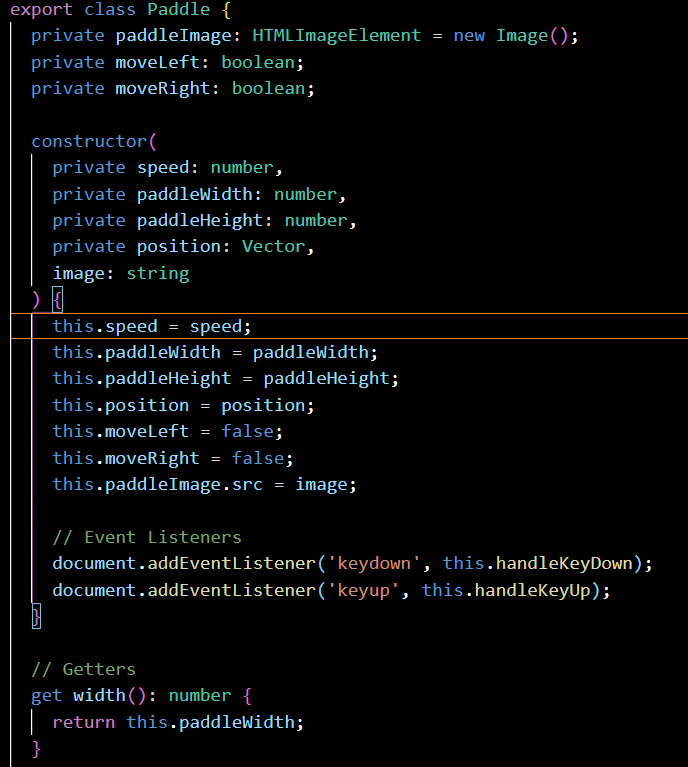 export class Paddle {
private paddleImage: HTMLImageElement = new Image();
private moveLeft: boolean;
private moveRight: boolean;
constructor(
private speed: number,
private paddleWidth: number,
private paddleHeight: number,
private position: Vector,
image: string
) {
this.speed = speed;
this.paddleWidth = paddleWidth;
this.paddleHeight = paddleHeight;
this.position = position;
this.moveLeft = false;
this.moveRight = false;
this.paddleImage.src = image;
// Event Listeners
document.addEventListener('keydown', this.handleKeyDown);
document.addEventListener('keyup', this.handleKeyUp);
}
// Getters
get width(): number {
return this.paddleWidth;
}